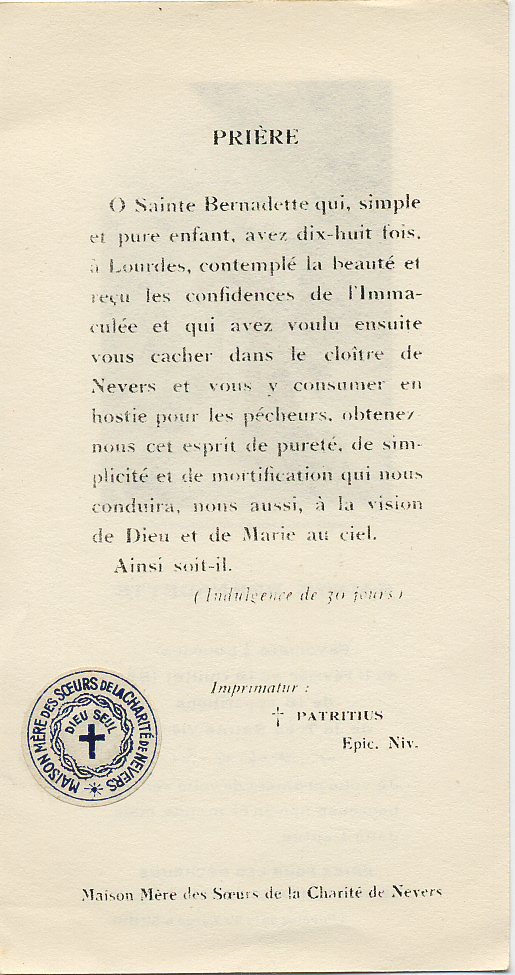 PRIÈRE
O Sainte Bernadette qui, simple
et pure enfant, avez dix-huit fois,
à Lourdes, contemplé la beauté et
reçu les confidences de l'Imma-
culée et qui avez voulu ensuite
vous cacher dans le cloître de
Nevers et vous y consumer en
hostie pour les pécheurs, obtenez-
nous cet esprit de pureté, de sim-
plicité et de mortification qui nous
conduira, nous aussi, à la vision
de Dieu et de Marie au ciel.
Ainsi soit-il.
(Indulgence de 30 jours)
Imprimatur :
† PATRITIUS
Epic. Niv.
MAISON MÈRE DES SŒURS DE LA CHARITÉ DE NEVERS
DIEU SEUL
Maison Mère des Sœurs de la Charité de Nevers